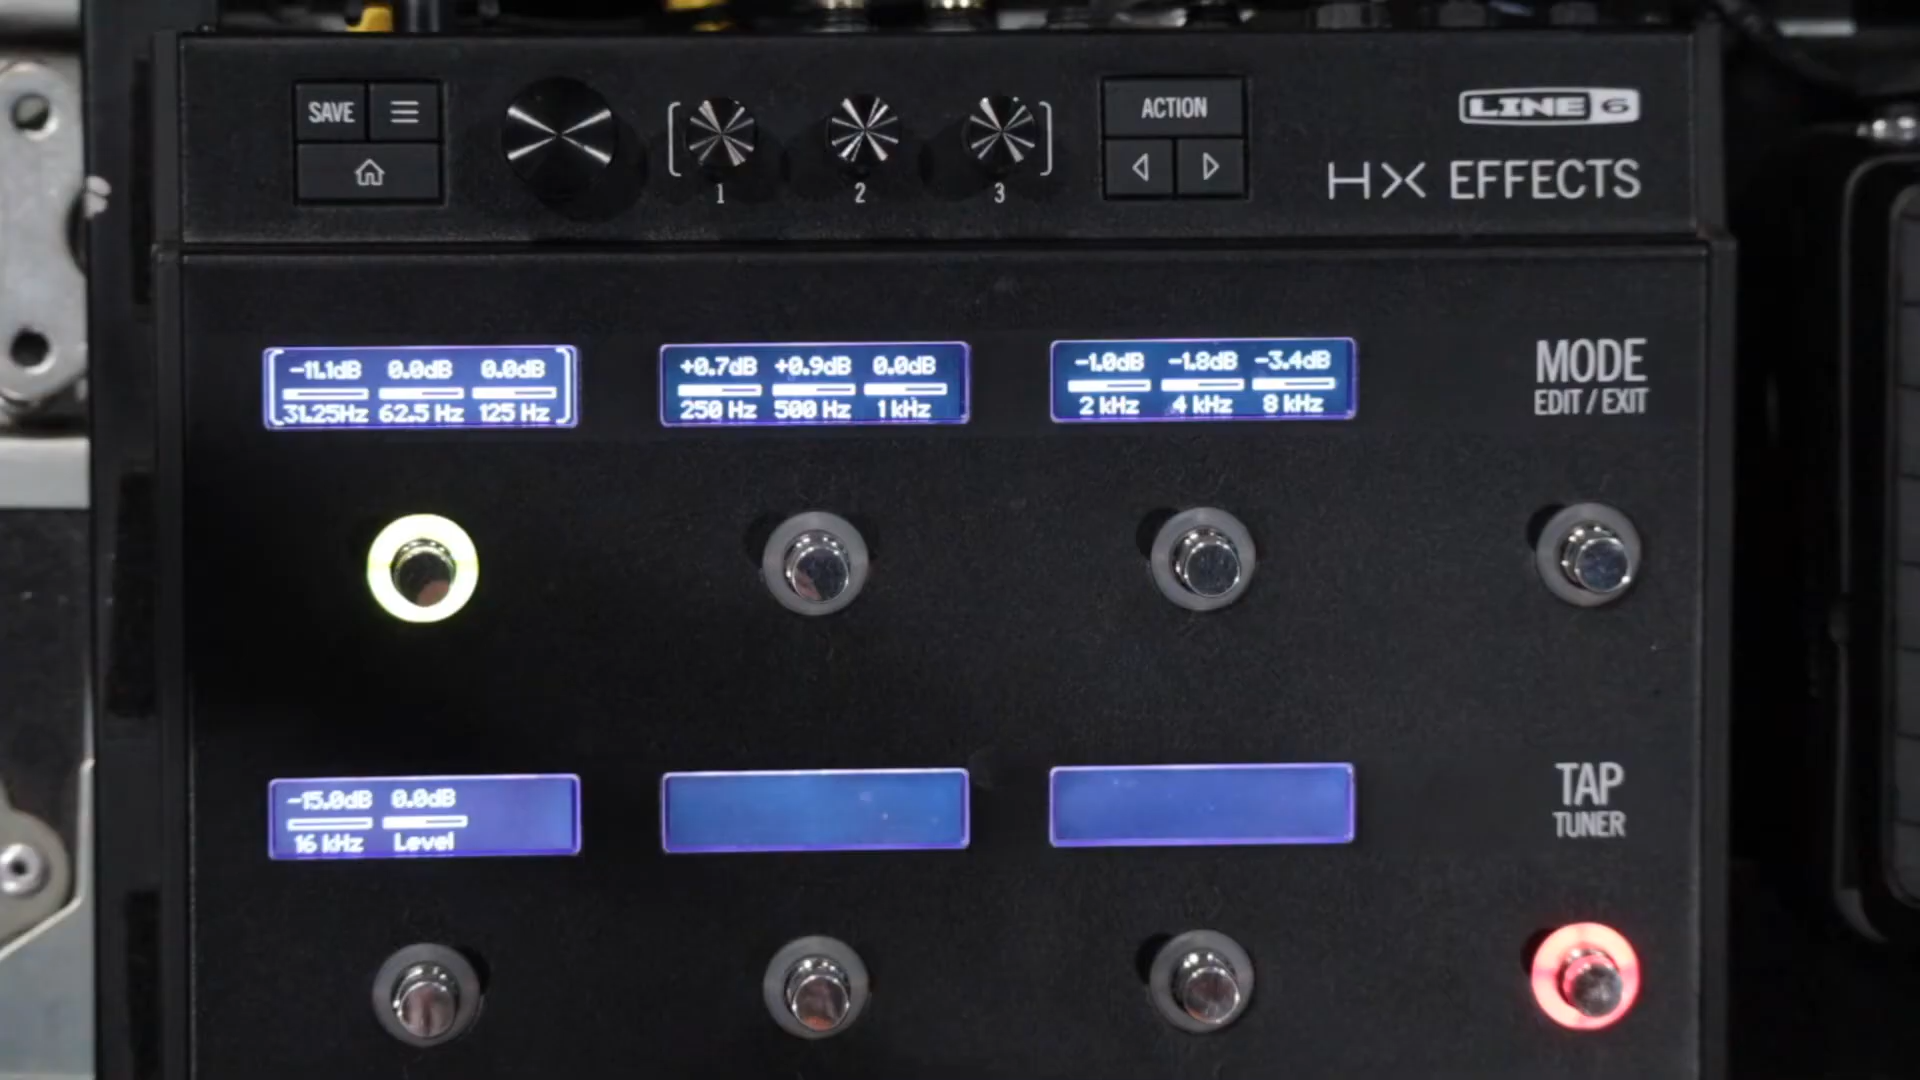 SAVE
1 2 3
ACTION
LINE 6
HX EFFECTS
-11.1dB 0.0dB 0.0dB
31.25Hz 62.5 Hz 125 Hz
+0.7dB +0.9dB 0.0dB
250 Hz 500 Hz 1 kHz
-1.0dB -1.8dB -3.4dB
2 kHz 4 kHz 8 kHz
MODE
EDIT / EXIT
-15.0dB 0.0dB
16 kHz Level
TAP
TUNER